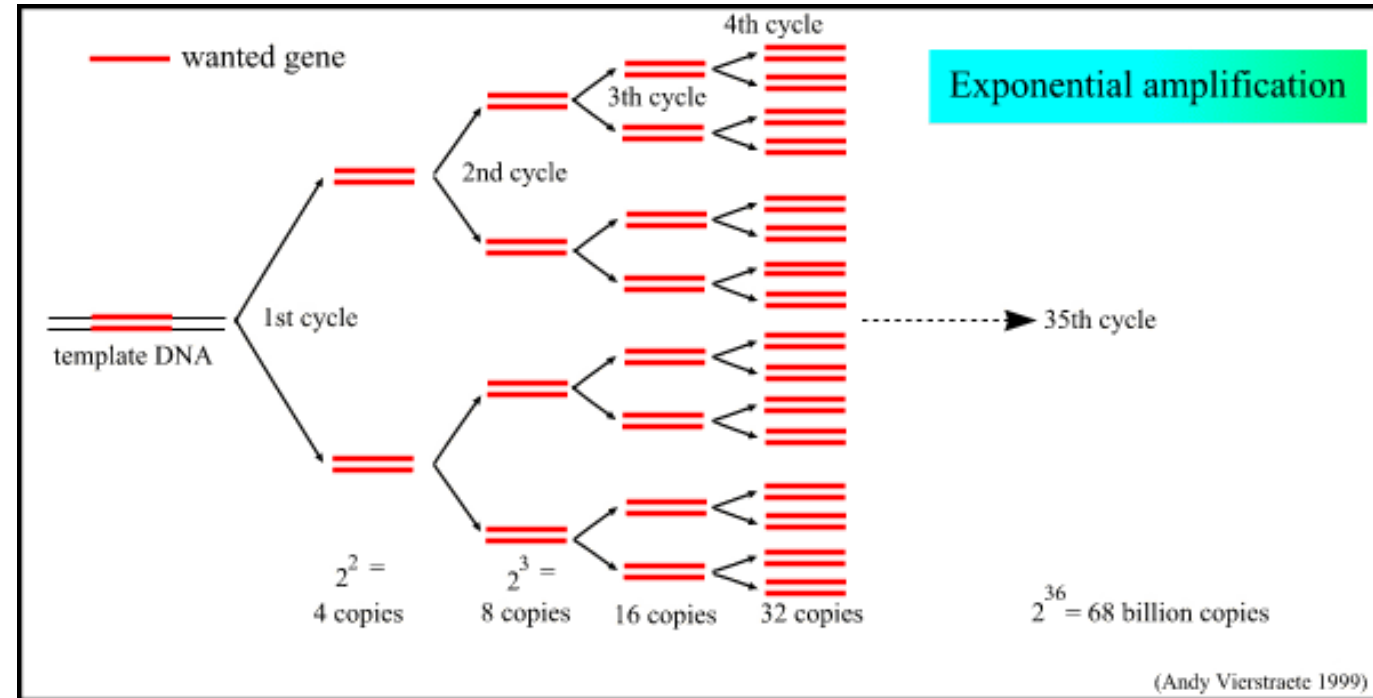 4th cycle
wanted gene
Exponential amplification
3th cycle
2nd cycle
1st cycle
35th cycle
template DNA
2^2 =
4 copies
2^3 =
8 copies
16 copies
32 copies
2^36 = 68 billion copies
(Andy Vierstraete 1999)